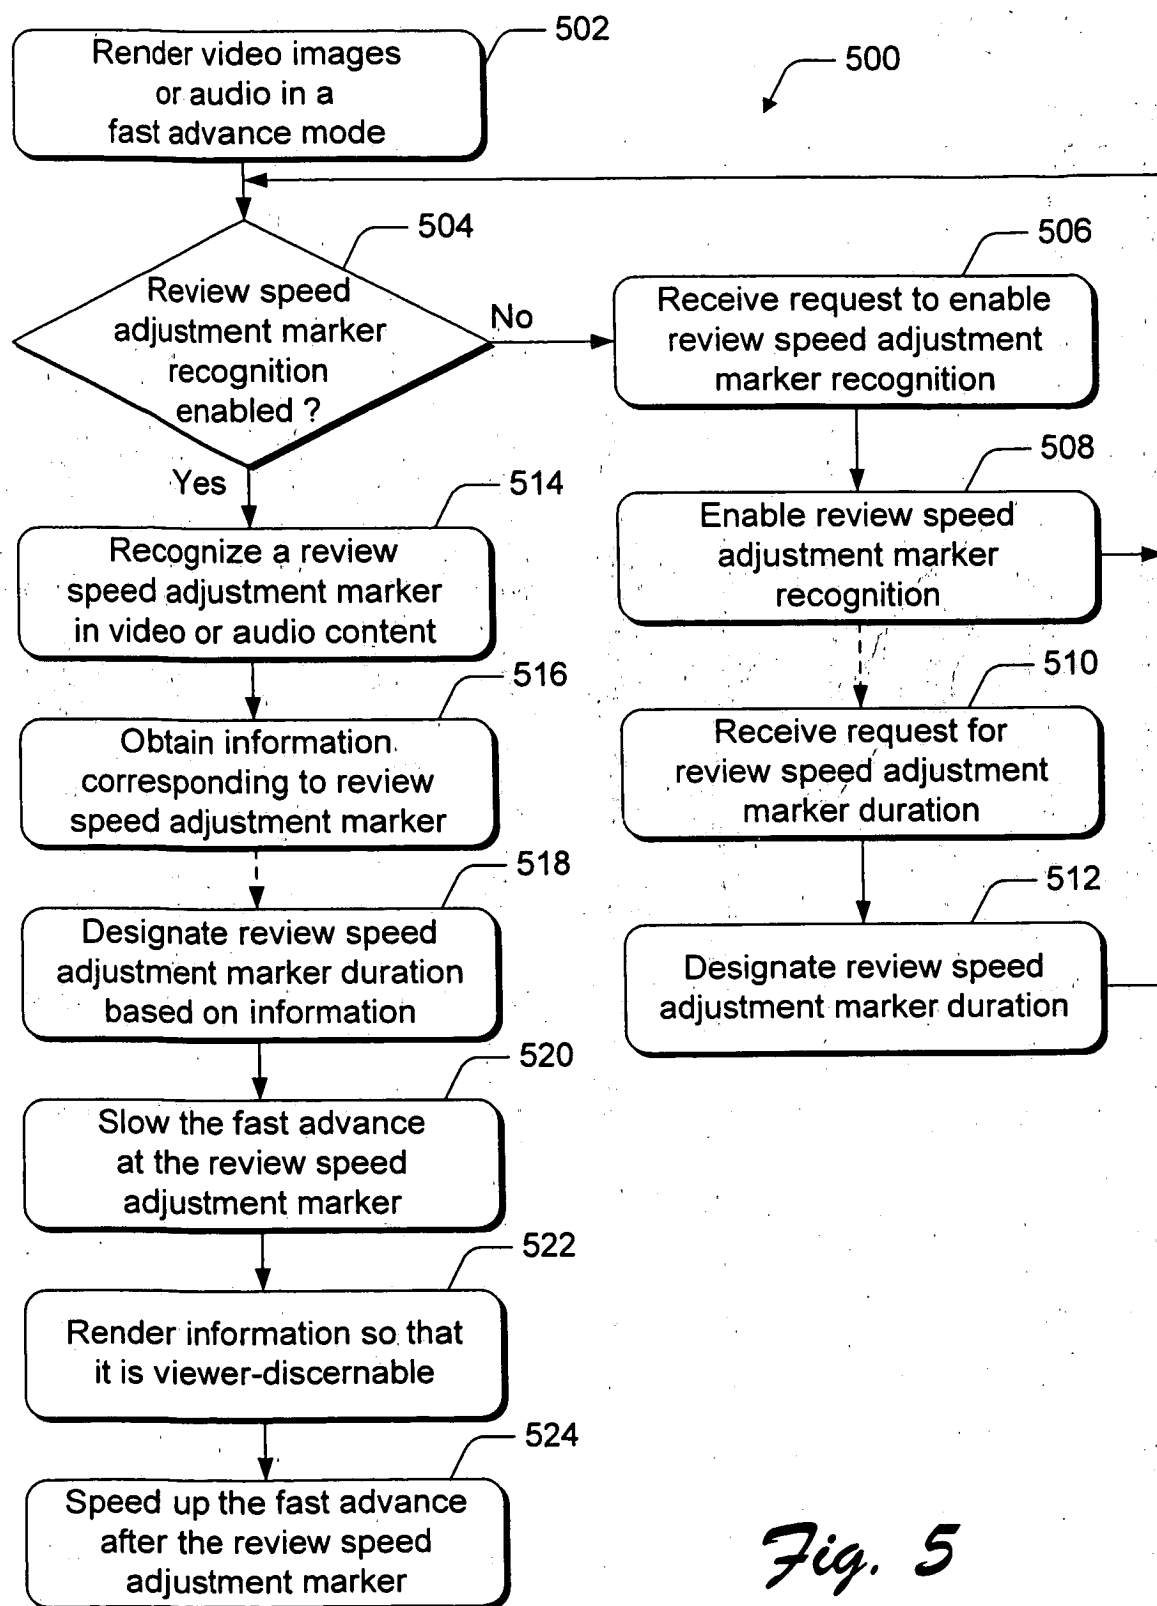 502
Render video images
or audio in a
fast advance mode
500
504
Review speed
adjustment marker
recognition
enabled ?
No
Yes
506
Receive request to enable
review speed adjustment
marker recognition
508
Enable review speed
adjustment marker
recognition
510
Receive request for
review speed adjustment
marker duration
512
Designate review speed
adjustment marker duration
514
Recognize a review
speed adjustment marker
in video or audio content
516
Obtain information
corresponding to review
speed adjustment marker
518
Designate review speed
adjustment marker duration
based on information
520
Slow the fast advance
at the review speed
adjustment marker
522
Render information so that
it is viewer-discernable
524
Speed up the fast advance
after the review speed
adjustment marker
Fig. 5